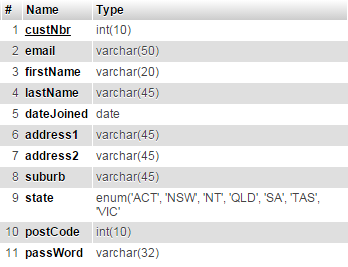 # Name Type
1 custNbr int(10)
2 email varchar(50)
3 firstName varchar(20)
4 lastName varchar(45)
5 dateJoined date
6 address1 varchar(45)
7 address2 varchar(45)
8 suburb varchar(45)
9 state enum('ACT', 'NSW', 'NT', 'QLD', 'SA', 'TAS',
'VIC'
10 postCode int(10)
11 passWord varchar(32)